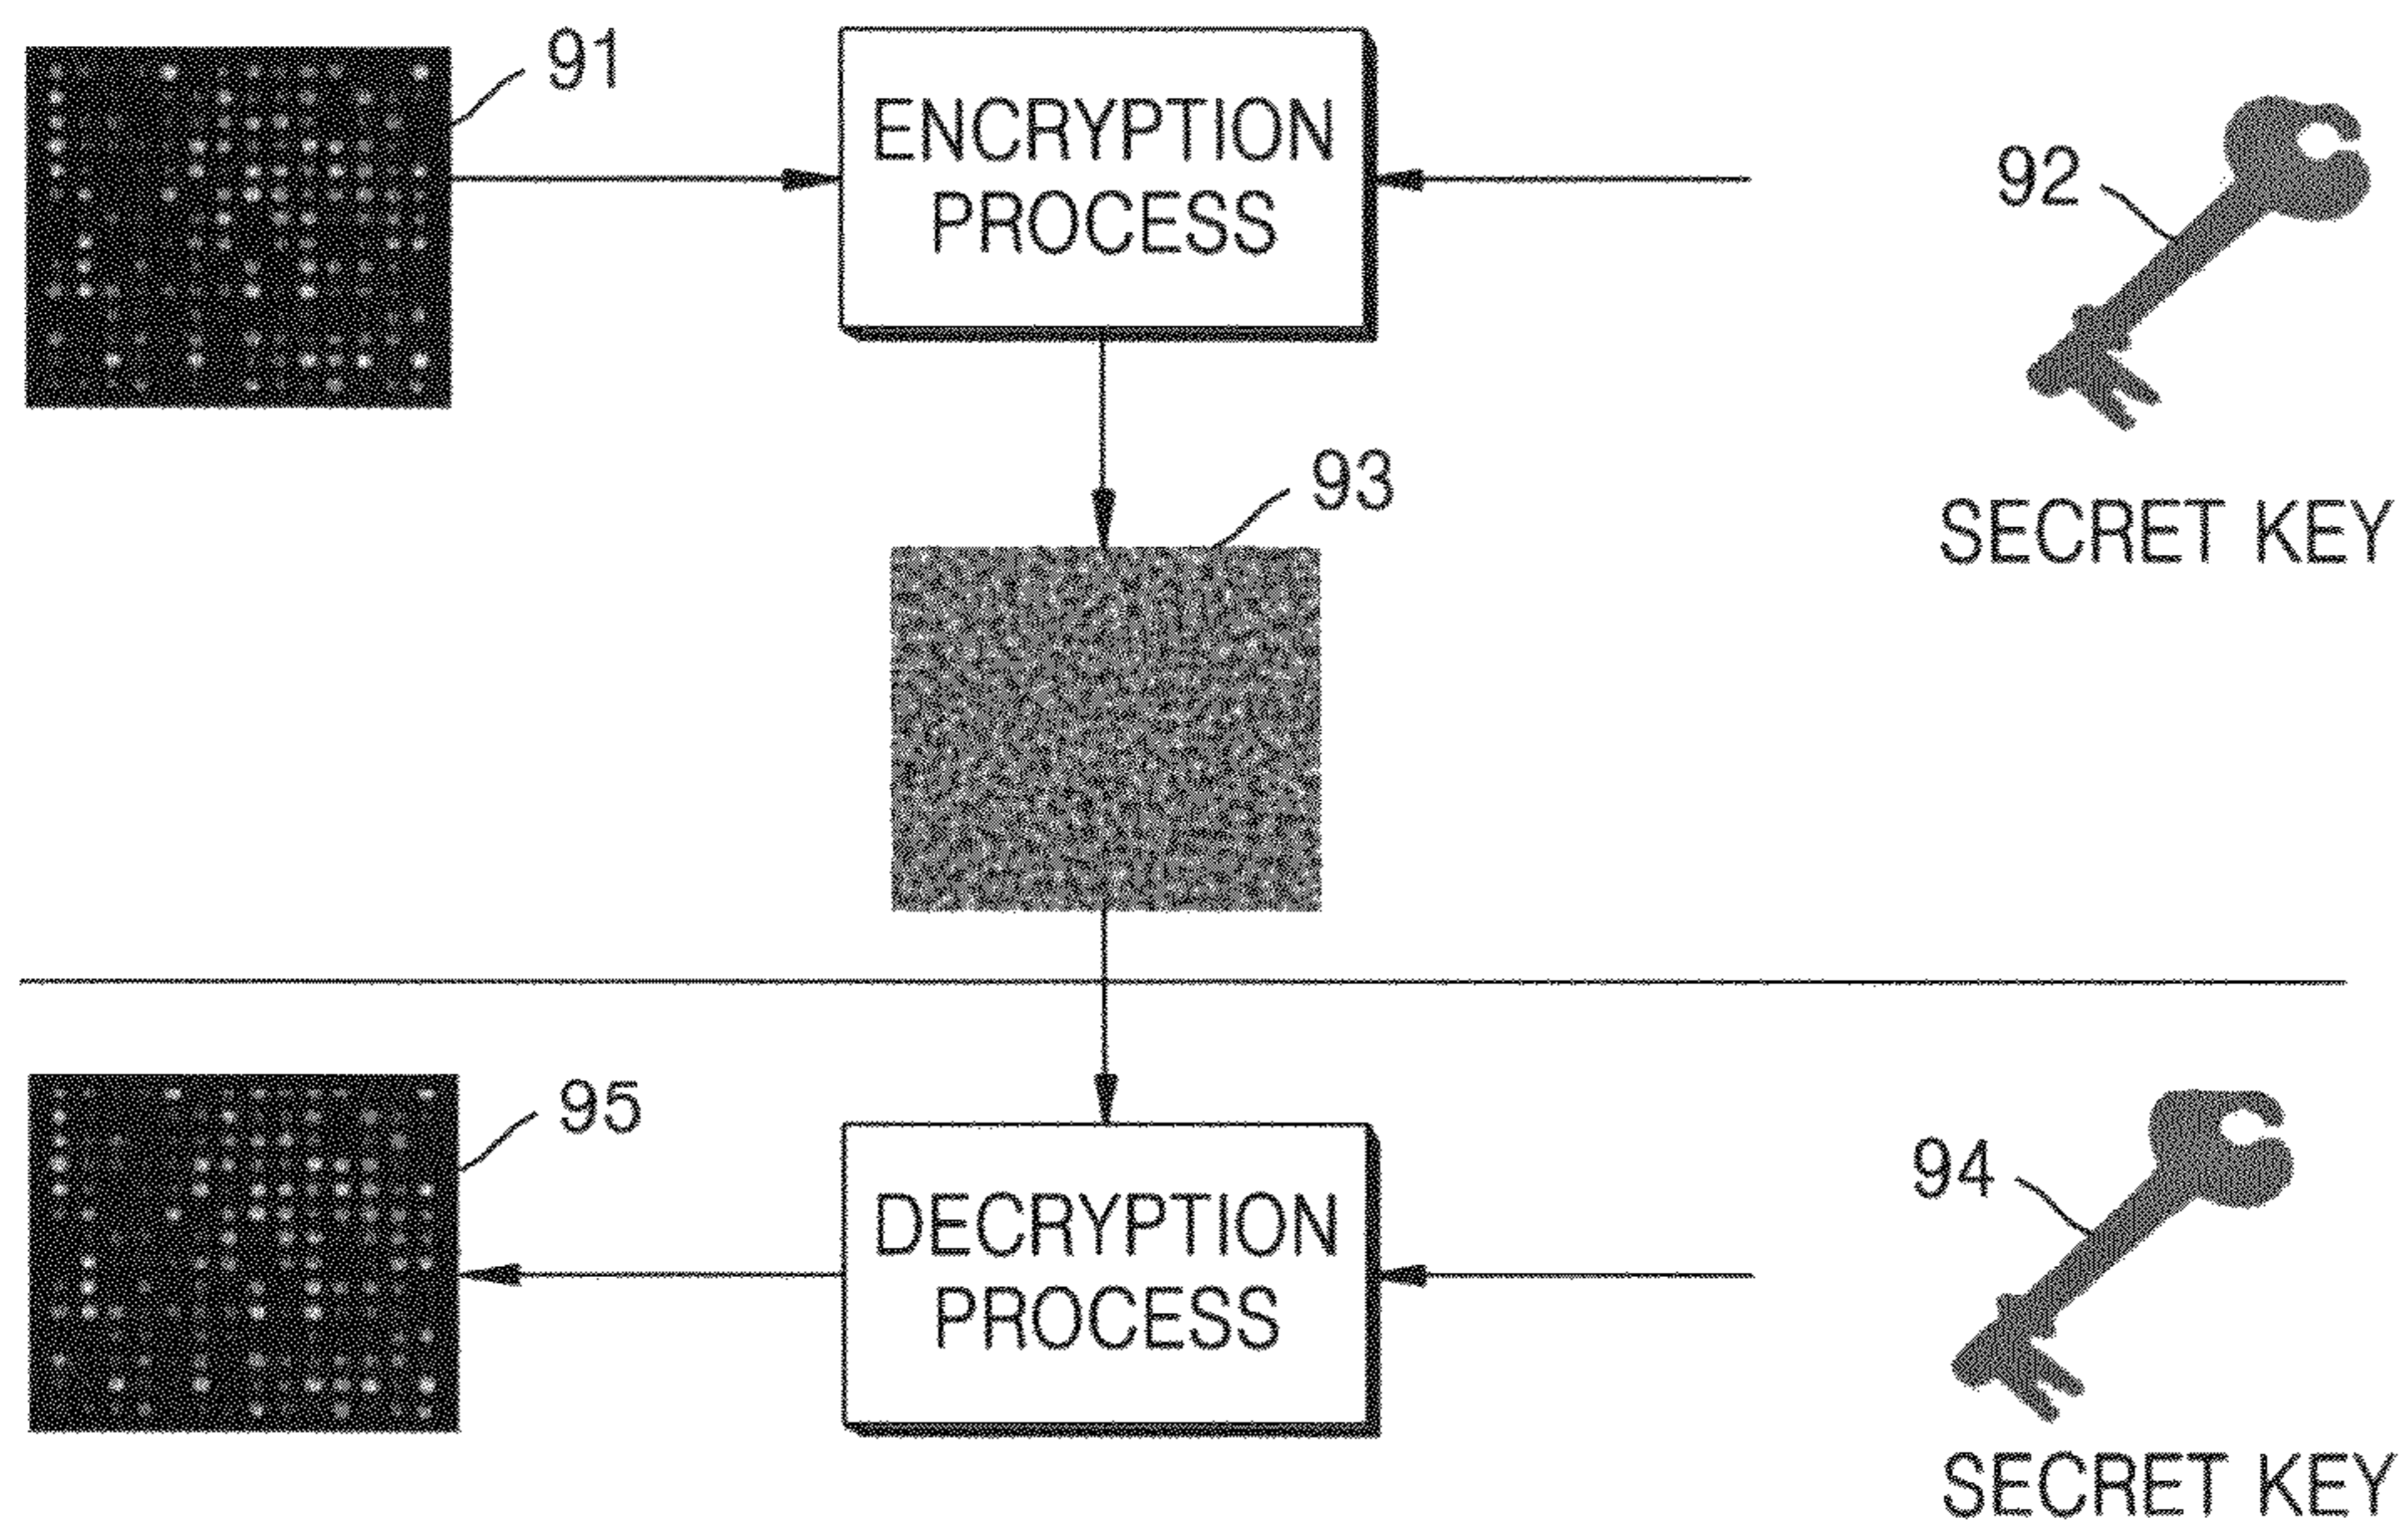 91
ENCRYPTION
PROCESS
92
SECRET KEY
93
95
DECRYPTION
PROCESS
94
SECRET KEY